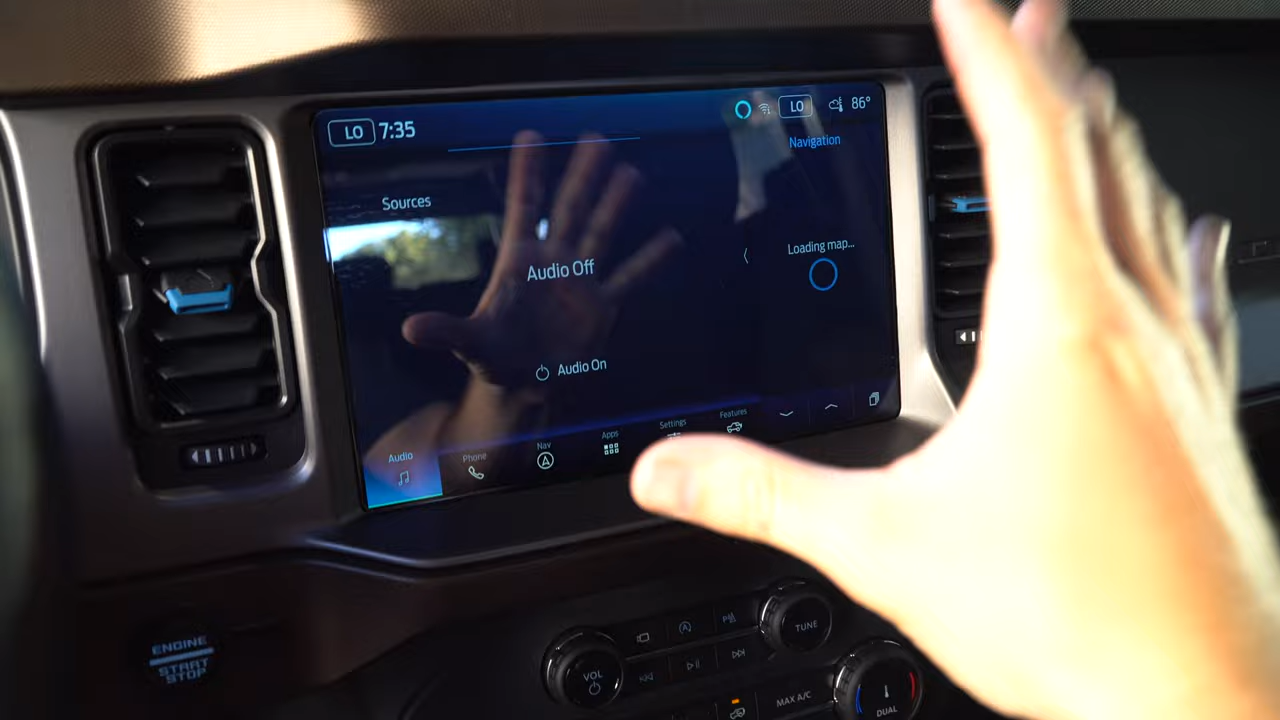 LO 7:35
LO 86°
Navigation
Sources
Loading map...
Audio Off
Audio On
Audio
Phone
Nav
Apps
Settings
Features
ENGINE
START
STOP
VOL
TUNE
MAX A/C
DUAL